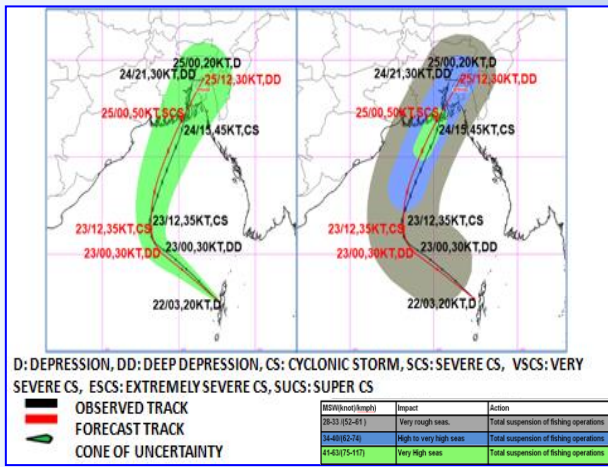 25/00,20KT,D
24/21,30KT,DD
25/12,30KT,DD
25/00,50KT,SCS
24/15,45KT,CS
23/12,35KT,CS
23/12,35KT,CS
23/00,30KT,DD
23/00,30KT,DD
22/03,20KT,D
25/00,20KT,D
24/21,30KT,DD
25/12,30KT,DD
25/00,50KT,SCS
24/15,45KT,CS
23/12,35KT,CS
23/12,35KT,CS
23/00,30KT,DD
23/00,30KT,DD
22/03,20KT,D
D: DEPRESSION, DD: DEEP DEPRESSION, CS: CYCLONIC STORM, SCS: SEVERE CS, VSCS: VERY
SEVERE CS, ESCS: EXTREMELY SEVERE CS, SUCS: SUPER CS
OBSERVED TRACK
FORECAST TRACK
CONE OF UNCERTAINTY
MSW(knot)/kmph) Impact Action
28-33 /(52–61 ) Very rough seas. Total suspension of fishing operations
34-40/(62-74) High to very high seas Total suspension of fishing operations
41-63/(75-117) Very High seas Total suspension of fishing operations